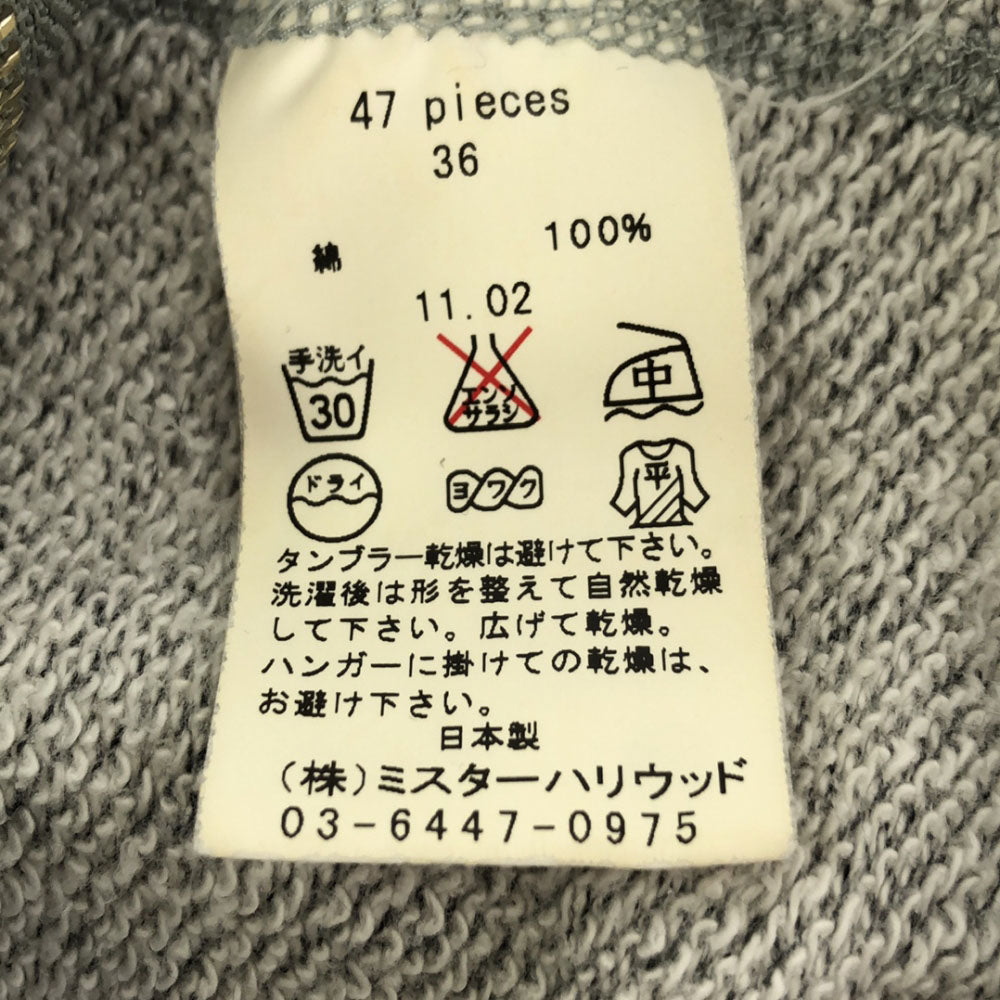 47 pieces
36
綿 100%
11.02
手洗イ
30
エンソ
サラシ
中
ドライ
ヨワク
平
タンブラー乾燥は避けて下さい。
洗濯後は形を整えて自然乾燥
して下さい。広げて乾燥。
ハンガーに掛けての乾燥は、
お避け下さい。
日本製
(株)ミスターハリウッド
03-6447-0975